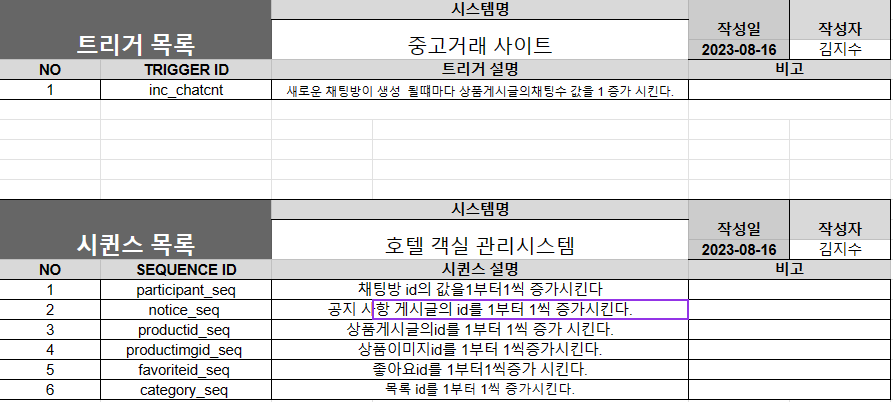 시스템명
트리거 목록 중고거래 사이트 작성일 작성자
2023-08-16 김지수
NO TRIGGER ID 트리거 설명 비고
1 inc_chatcnt 새로운 채팅방이 생성 될떄마다 상품게시글의채팅수 값을 1 증가 시킨다.
시스템명
시퀀스 목록 호텔 객실 관리시스템 작성일 작성자
2023-08-16 김지수
NO SEQUENCE ID 시퀀스 설명 비고
1 participant_seq 채팅방 id의 값을1부터1씩 증가시킨다
2 notice_seq 공지 사항 게시글의 id를 1부터 1씩 증가시킨다.
3 productid_seq 상품게시글의id를 1부터 1씩 증가 시킨다.
4 productimgid_seq 상품이미지id를 1부터 1씩증가시킨다.
5 favoriteid_seq 좋아요id를 1부터1씩증가 시킨다.
6 category_seq 목록 id를 1부터 1씩 증가시킨다.